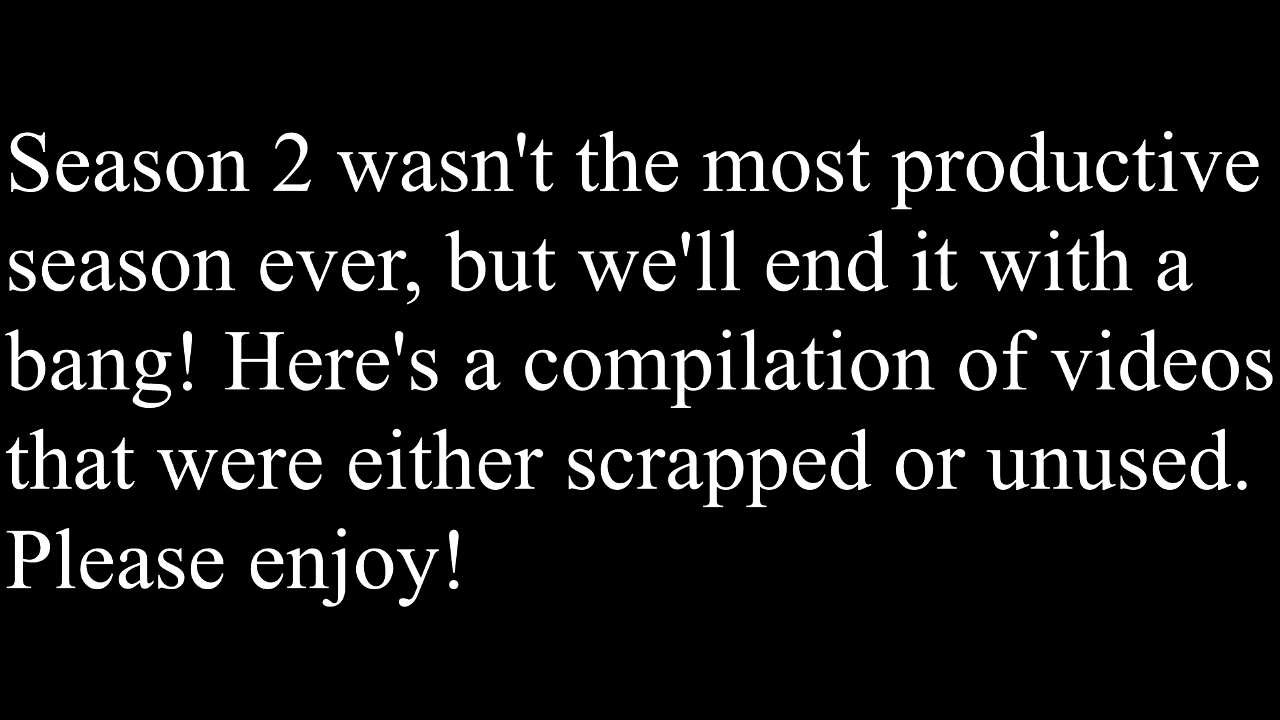 Season 2 wasn't the most productive
season ever, but we'll end it with a
bang! Here's a compilation of videos
that were either scrapped or unused.
Please enjoy!